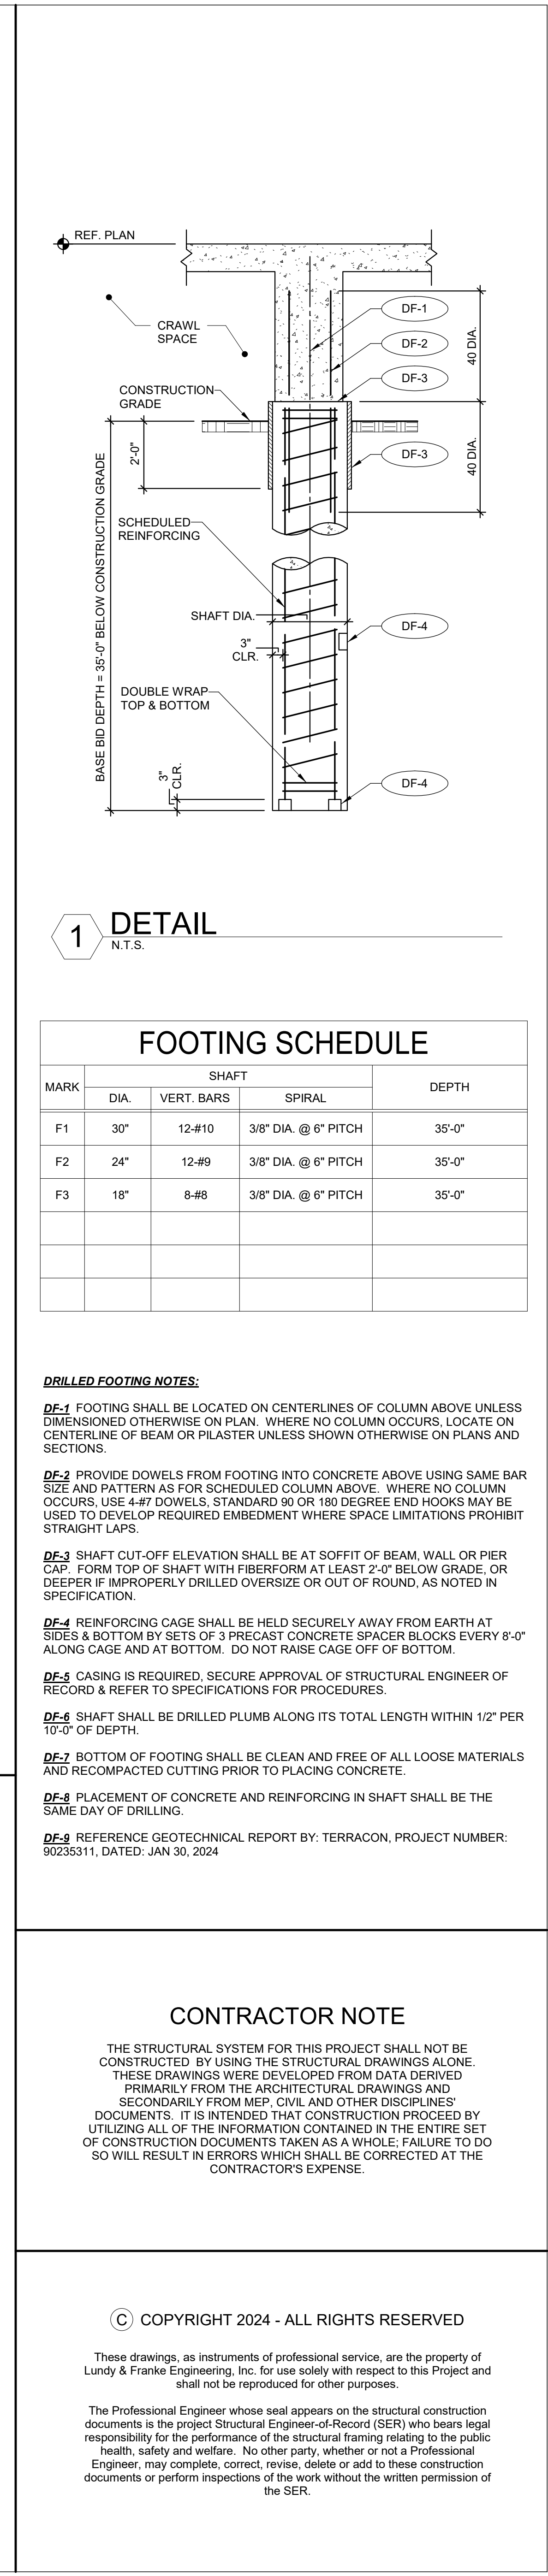 REF. PLAN
CRAWL
SPACE
DF-1
DF-2
DF-3
40 DIA.
CONSTRUCTION
GRADE
2'-0"
DF-3
40 DIA.
BASE BID DEPTH = 35'-0" BELOW CONSTRUCTION GRADE
SCHEDULED
REINFORCING
SHAFT DIA.
DF-4
3"
CLR.
DOUBLE WRAP
TOP & BOTTOM
3"
CLR.
DF-4
1
DETAIL
N.T.S.
FOOTING SCHEDULE
MARK SHAFT DEPTH
DIA. VERT. BARS SPIRAL
F1 30" 12-#10 3/8" DIA. @ 6" PITCH 35'-0"
F2 24" 12-#9 3/8" DIA. @ 6" PITCH 35'-0"
F3 18" 8-#8 3/8" DIA. @ 6" PITCH 35'-0"
DRILLED FOOTING NOTES:
DF-1 FOOTING SHALL BE LOCATED ON CENTERLINES OF COLUMN ABOVE UNLESS
DIMENSIONED OTHERWISE ON PLAN. WHERE NO COLUMN OCCURS, LOCATE ON
CENTERLINE OF BEAM OR PILASTER UNLESS SHOWN OTHERWISE ON PLANS AND
SECTIONS.
DF-2 PROVIDE DOWELS FROM FOOTING INTO CONCRETE ABOVE USING SAME BAR
SIZE AND PATTERN AS FOR SCHEDULED COLUMN ABOVE. WHERE NO COLUMN
OCCURS, USE 4-#7 DOWELS, STANDARD 90 OR 180 DEGREE END HOOKS MAY BE
USED TO DEVELOP REQUIRED EMBEDMENT WHERE SPACE LIMITATIONS PROHIBIT
STRAIGHT LAPS.
DF-3 SHAFT CUT-OFF ELEVATION SHALL BE AT SOFFIT OF BEAM, WALL OR PIER
CAP. FORM TOP OF SHAFT WITH FIBERFORM AT LEAST 2'-0" BELOW GRADE, OR
DEEPER IF IMPROPERLY DRILLED OVERSIZE OR OUT OF ROUND, AS NOTED IN
SPECIFICATION.
DF-4 REINFORCING CAGE SHALL BE HELD SECURELY AWAY FROM EARTH AT
SIDES & BOTTOM BY SETS OF 3 PRECAST CONCRETE SPACER BLOCKS EVERY 8'-0"
ALONG CAGE AND AT BOTTOM. DO NOT RAISE CAGE OFF OF BOTTOM.
DF-5 CASING IS REQUIRED, SECURE APPROVAL OF STRUCTURAL ENGINEER OF
RECORD & REFER TO SPECIFICATIONS FOR PROCEDURES.
DF-6 SHAFT SHALL BE DRILLED PLUMB ALONG ITS TOTAL LENGTH WITHIN 1/2" PER
10'-0" OF DEPTH.
DF-7 BOTTOM OF FOOTING SHALL BE CLEAN AND FREE OF ALL LOOSE MATERIALS
AND RECOMPACTED CUTTING PRIOR TO PLACING CONCRETE.
DF-8 PLACEMENT OF CONCRETE AND REINFORCING IN SHAFT SHALL BE THE
SAME DAY OF DRILLING.
DF-9 REFERENCE GEOTECHNICAL REPORT BY: TERRACON, PROJECT NUMBER:
90235311, DATED: JAN 30, 2024
CONTRACTOR NOTE
THE STRUCTURAL SYSTEM FOR THIS PROJECT SHALL NOT BE
CONSTRUCTED BY USING THE STRUCTURAL DRAWINGS ALONE.
THESE DRAWINGS WERE DEVELOPED FROM DATA DERIVED
PRIMARILY FROM THE ARCHITECTURAL DRAWINGS AND
SECONDARILY FROM MEP, CIVIL AND OTHER DISCIPLINES'
DOCUMENTS. IT IS INTENDED THAT CONSTRUCTION PROCEED BY
UTILIZING ALL OF THE INFORMATION CONTAINED IN THE ENTIRE SET
OF CONSTRUCTION DOCUMENTS TAKEN AS A WHOLE; FAILURE TO DO
SO WILL RESULT IN ERRORS WHICH SHALL BE CORRECTED AT THE
CONTRACTOR'S EXPENSE.
© COPYRIGHT 2024 - ALL RIGHTS RESERVED
These drawings, as instruments of professional service, are the property of
Lundy & Franke Engineering, Inc. for use solely with respect to this Project and
shall not be reproduced for other purposes.
The Professional Engineer whose seal appears on the structural construction
documents is the project Structural Engineer-of-Record (SER) who bears legal
responsibility for the performance of the structural framing relating to the public
health, safety and welfare. No other party, whether or not a Professional
Engineer, may complete, correct, revise, delete or add to these construction
documents or perform inspections of the work without the written permission of
the SER.